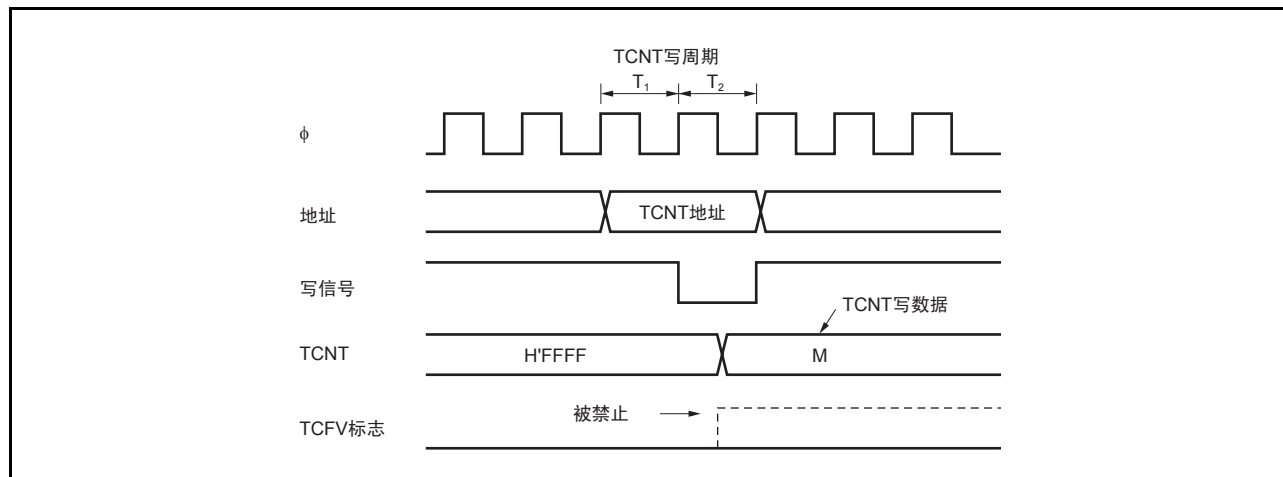 TCNT写周期
T1 T2
φ
地址
TCNT地址
写信号
TCNT写数据
TCNT
H'FFFF
M
被禁止
TCFV标志